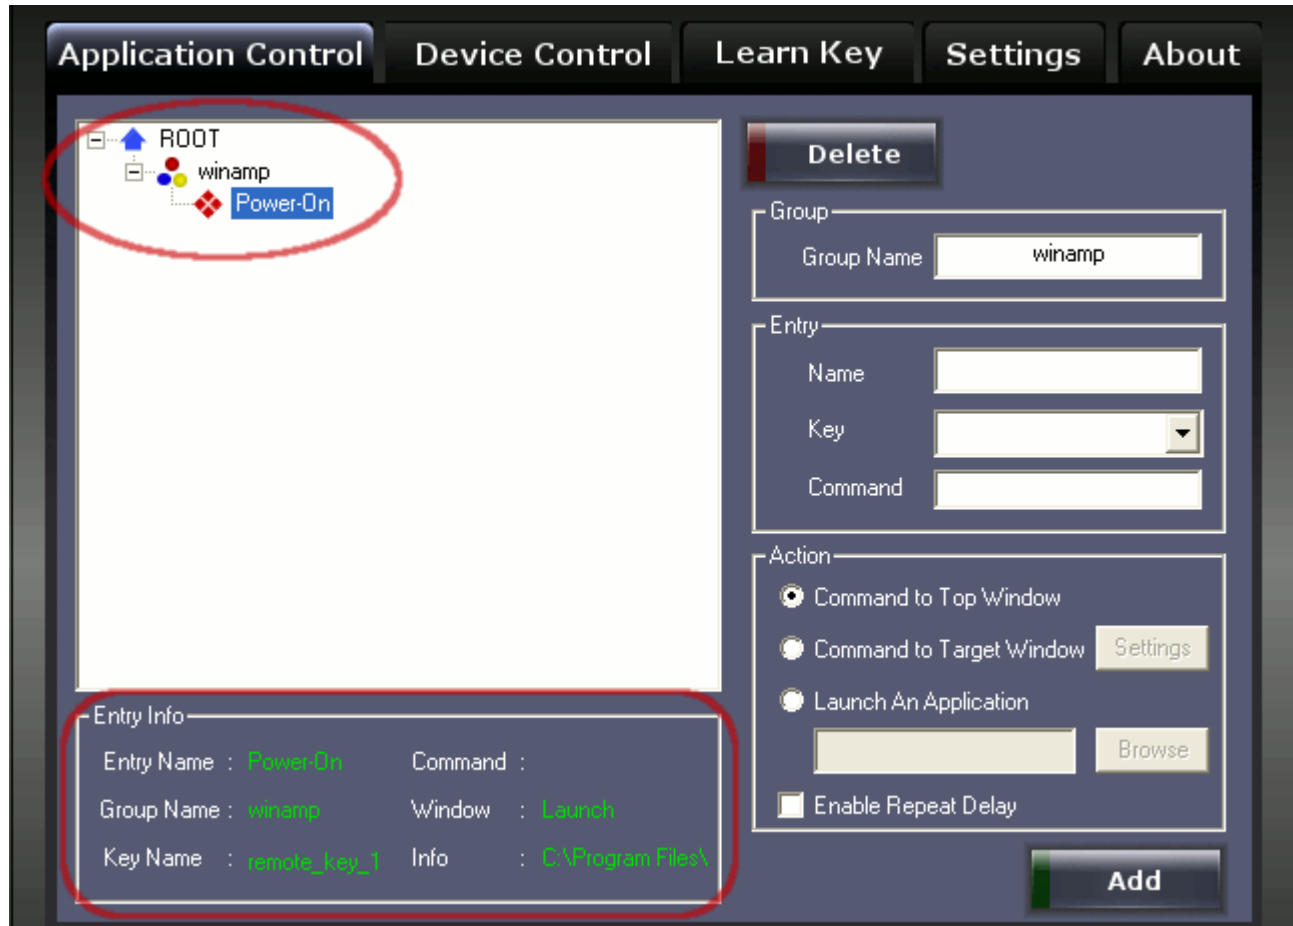 Application Control Device Control Learn Key Settings About
ROOT
winamp
Power-On
Delete
Group
Group Name winamp
Entry
Name
Key
Command
Action
Command to Top Window
Command to Target Window Settings
Launch An Application
Browse
Enable Repeat Delay
Add
Entry Info
Entry Name : Power-On Command :
Group Name : winamp Window : Launch
Key Name : remote_key_1 Info : C:\Program Files\